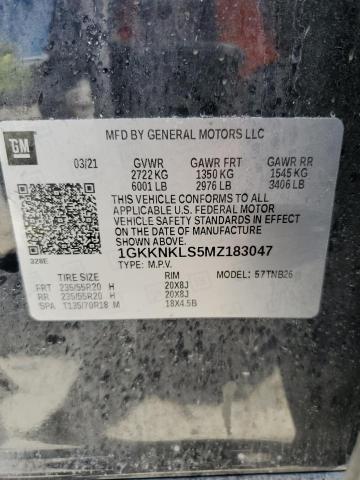 MFD BY GENERAL MOTORS LLC
GM
03/21 GVWR GAWR FRT GAWR RR
2722 KG 1350 KG 1545 KG
6001 LB 2976 LB 3406 LB
THIS VEHICLE CONFORMS TO ALL
APPLICABLE U.S. FEDERAL MOTOR
VEHICLE SAFETY STANDARDS IN EFFECT
ON THE DATE OF MANUFACTURE
SHOWN ABOVE.
1GKKNKLS5MZ183047
328E TYPE: M.P.V. MODEL: 57TNB26
TIRE SIZE RIM
FRT 235/55R20 H 20X8J
RR 235/55R20 H 20X8J
SPA T135/70R18 M 18X4.5B